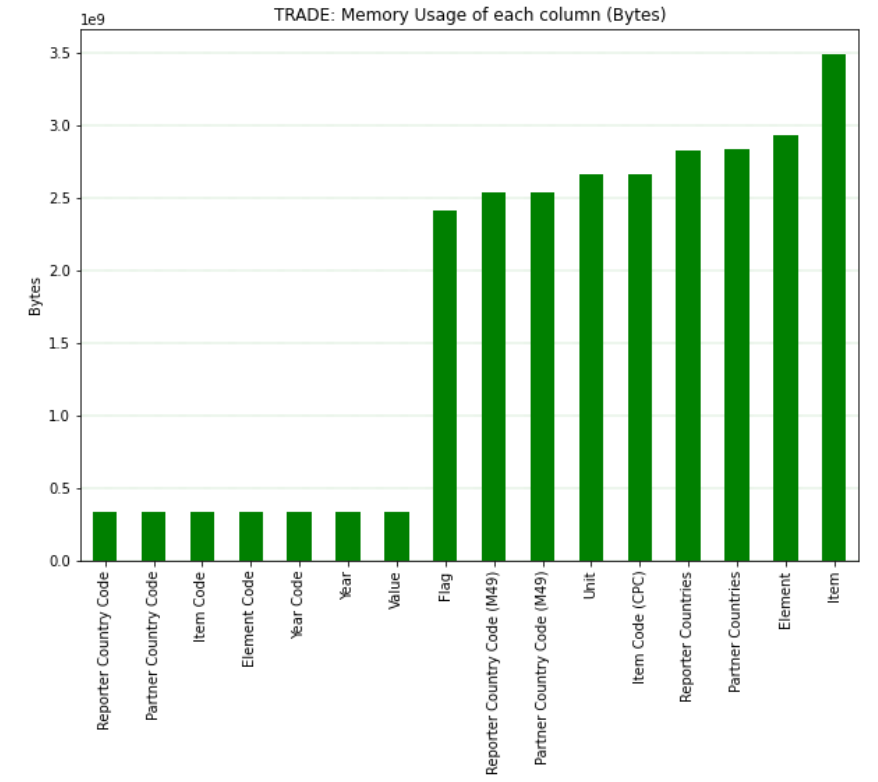 TRADE: Memory Usage of each column (Bytes)
1e9
3.5
3.0
2.5
2.0
1.5
1.0
0.5
0.0
Bytes
Reporter Country Code
Partner Country Code
Item Code
Element Code
Year Code
Year
Value
Flag
Reporter Country Code (M49)
Partner Country Code (M49)
Unit
Item Code (CPC)
Reporter Countries
Partner Countries
Element
Item